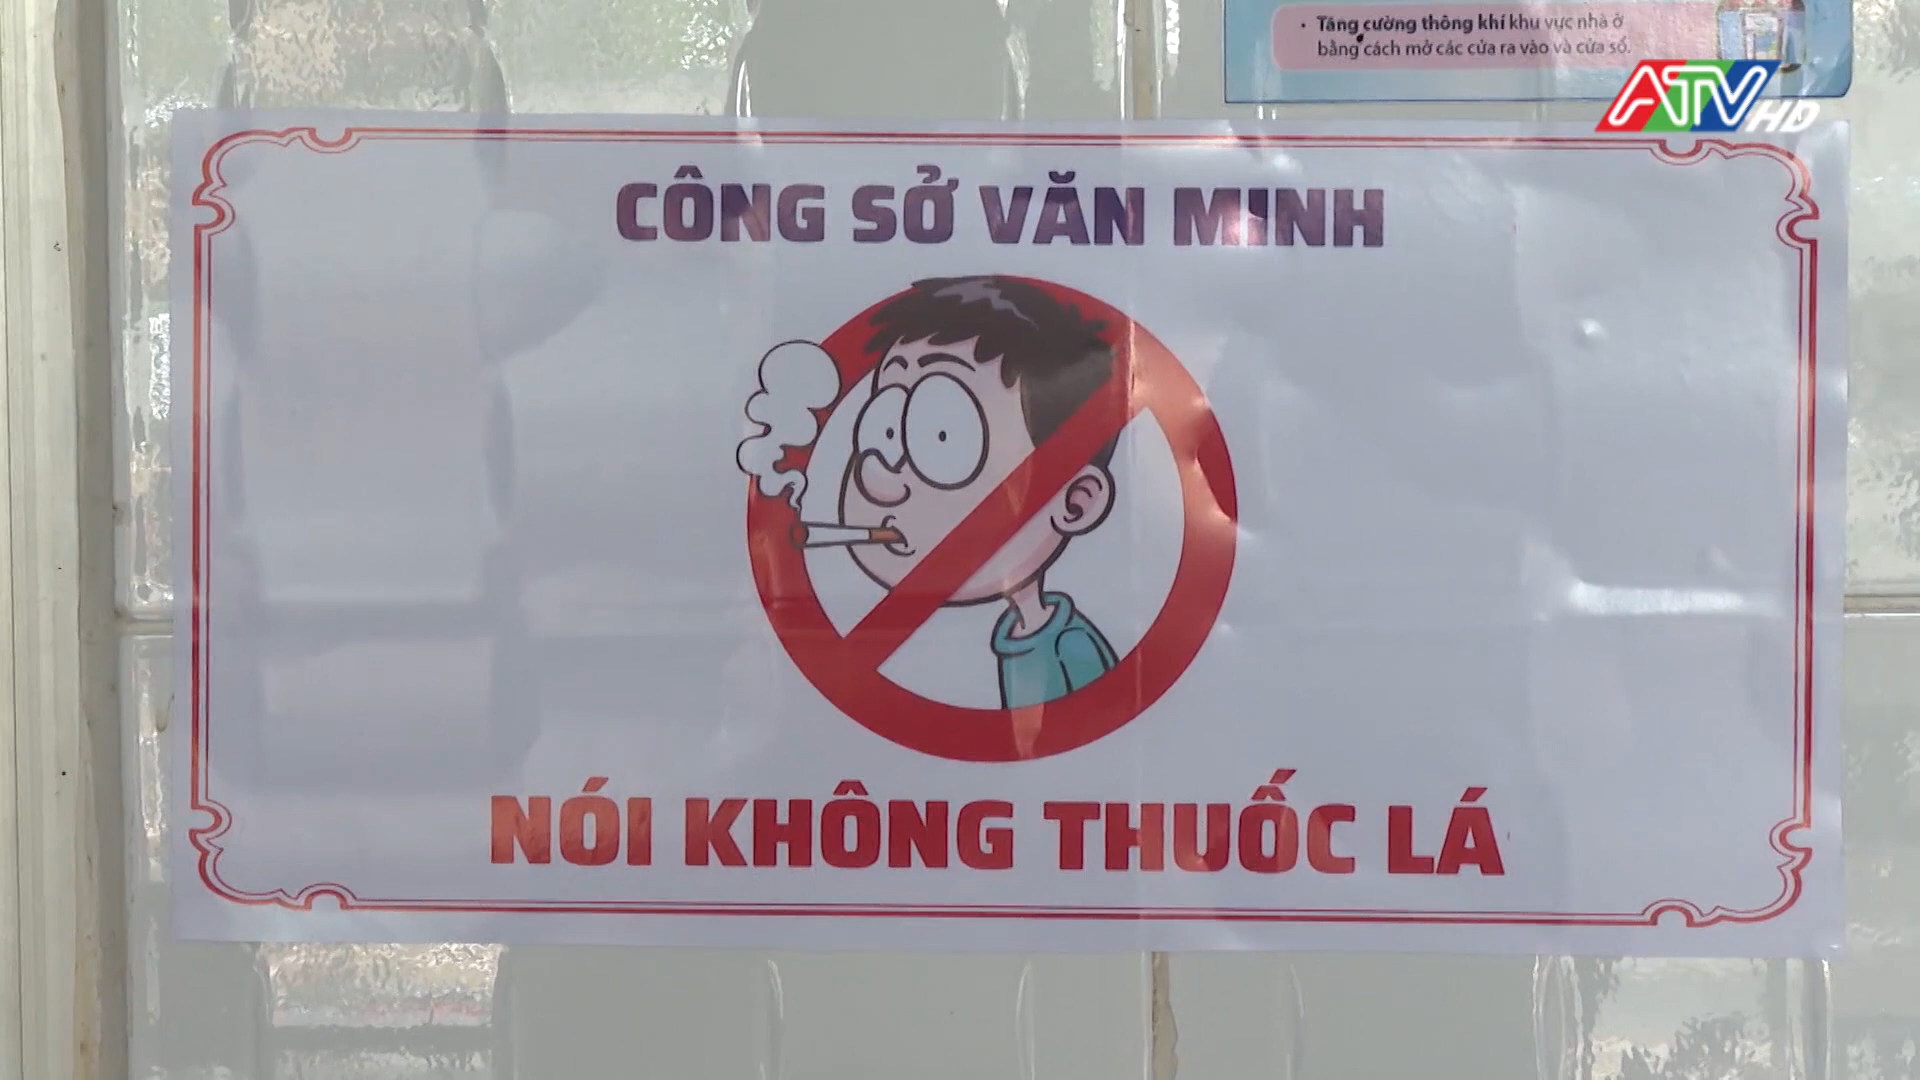 • Tăng cường thông khí khu vực nhà ở
bằng cách mở các cửa ra vào và cửa sổ.
ATV HD
CÔNG SỞ VĂN MINH
NÓI KHÔNG THUỐC LÁ